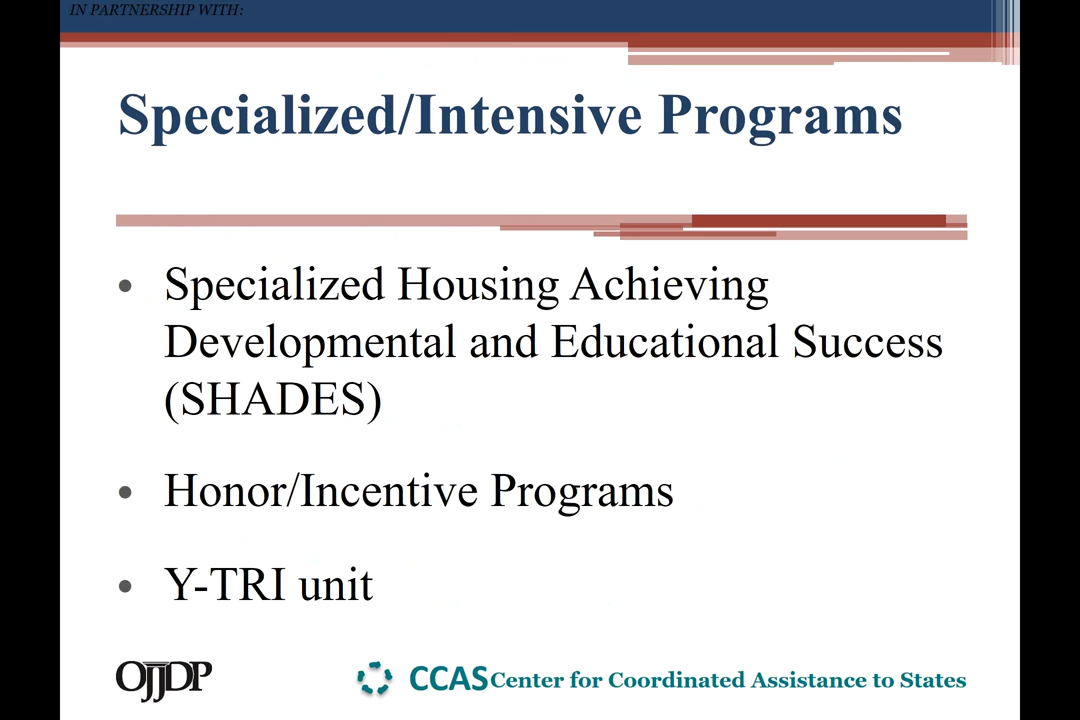 IN PARTNERSHIP WITH:
Specialized/Intensive Programs
• Specialized Housing Achieving
Developmental and Educational Success
(SHADES)
• Honor/Incentive Programs
• Y-TRI unit
OJJDP
CCAS Center for Coordinated Assistance to States